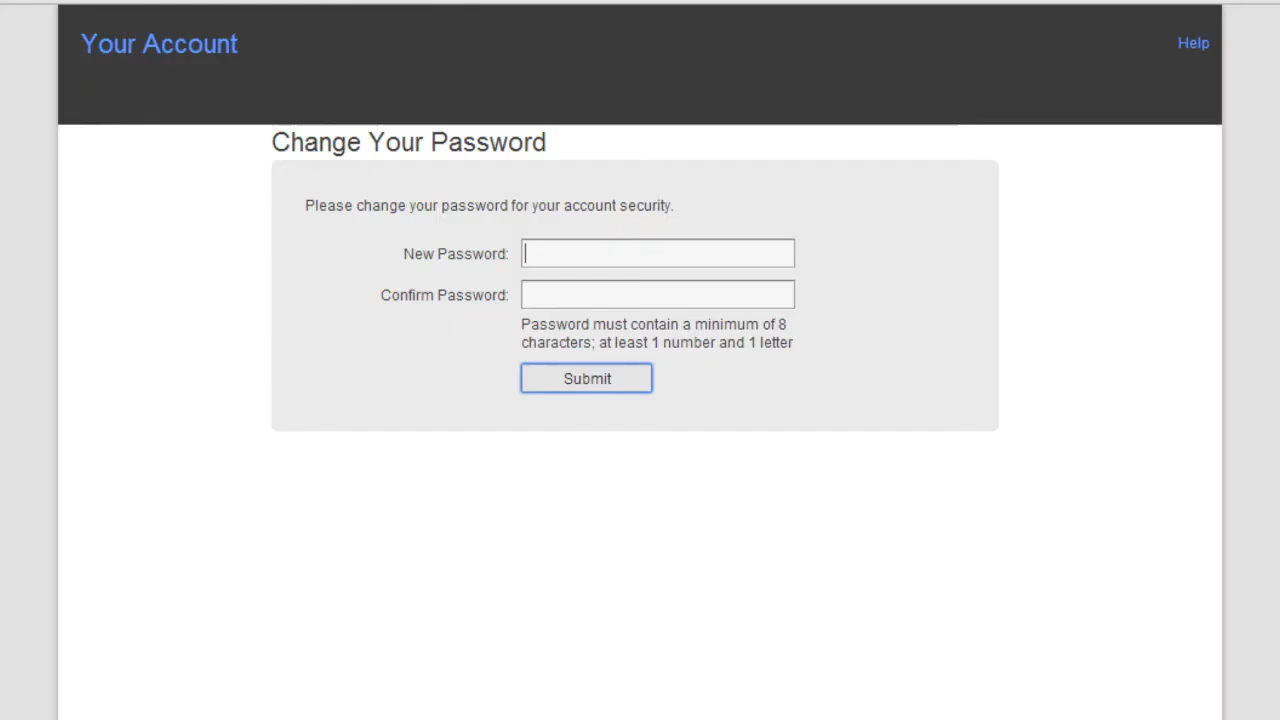 Your Account
Help
Change Your Password
Please change your password for your account security.
New Password:
Confirm Password:
Password must contain a minimum of 8
characters; at least 1 number and 1 letter
Submit